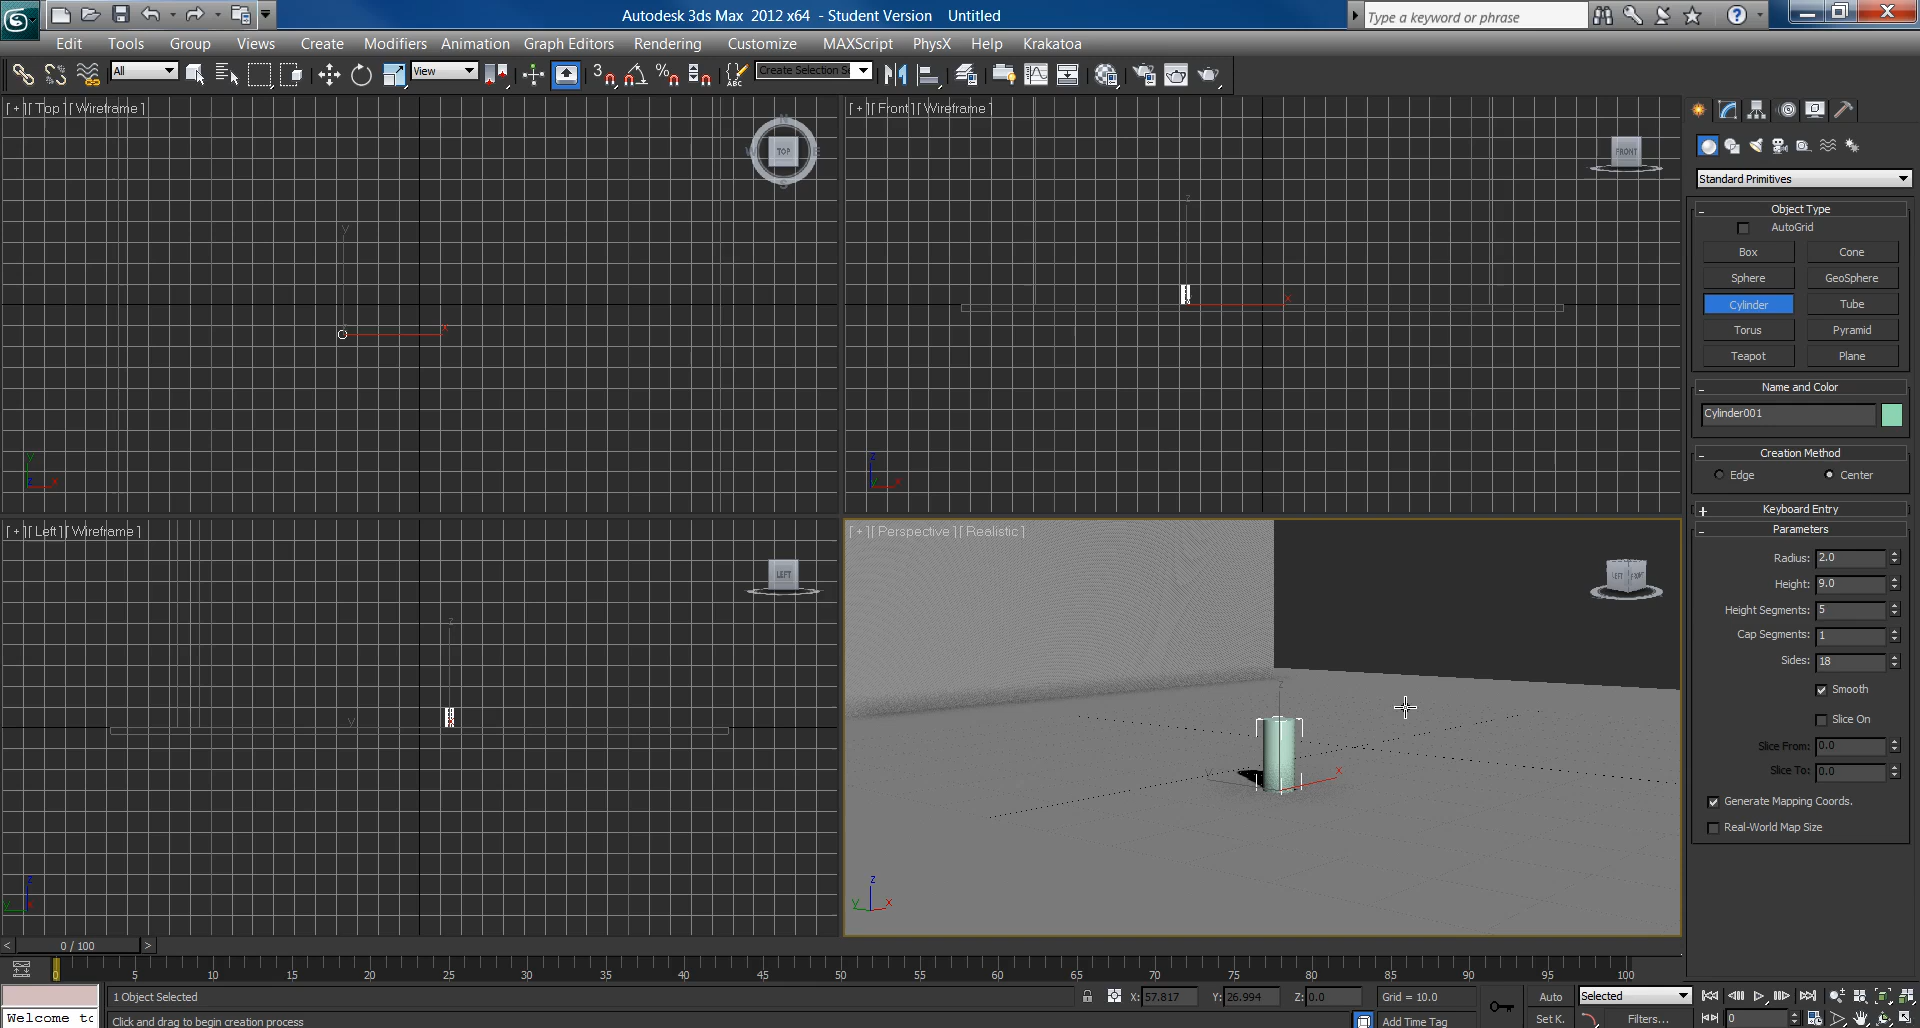 Autodesk 3ds Max 2012 x64 - Student Version Untitled
Type a keyword or phrase
Edit Tools Group Views Create Modifiers Animation Graph Editors Rendering Customize MAXScript PhysX Help Krakatoa
All
View
3
ABC
Create Selection Se
[ + ][ Top ][ Wireframe ]
TOP
y
x
y
z
x
[ + ][ Front ][ Wireframe ]
FRONT
z
x
z
y
x
[ + ][ Left ][ Wireframe ]
LEFT
z
y
z
y
x
[ + ][ Perspective ][ Realistic ]
LEFT
FRONT
z
x
z
y
x
Standard Primitives
- Object Type
AutoGrid
Box Cone
Sphere GeoSphere
Cylinder Tube
Torus Pyramid
Teapot Plane
- Name and Color
Cylinder001
- Creation Method
Edge Center
+ Keyboard Entry
- Parameters
Radius: 2.0
Height: 9.0
Height Segments: 5
Cap Segments: 1
Sides: 18
Smooth
Slice On
Slice From: 0.0
Slice To: 0.0
Generate Mapping Coords.
Real-World Map Size
< 0 / 100 >
0 5 10 15 20 25 30 35 40 45 50 55 60 65 70 75 80 85 90 95 100
1 Object Selected
X: 57.817 Y: 26.994 Z: 0.0 Grid = 10.0
Auto Selected
Welcome to
Click and drag to begin creation process
Add Time Tag
Set K. Filters... 0